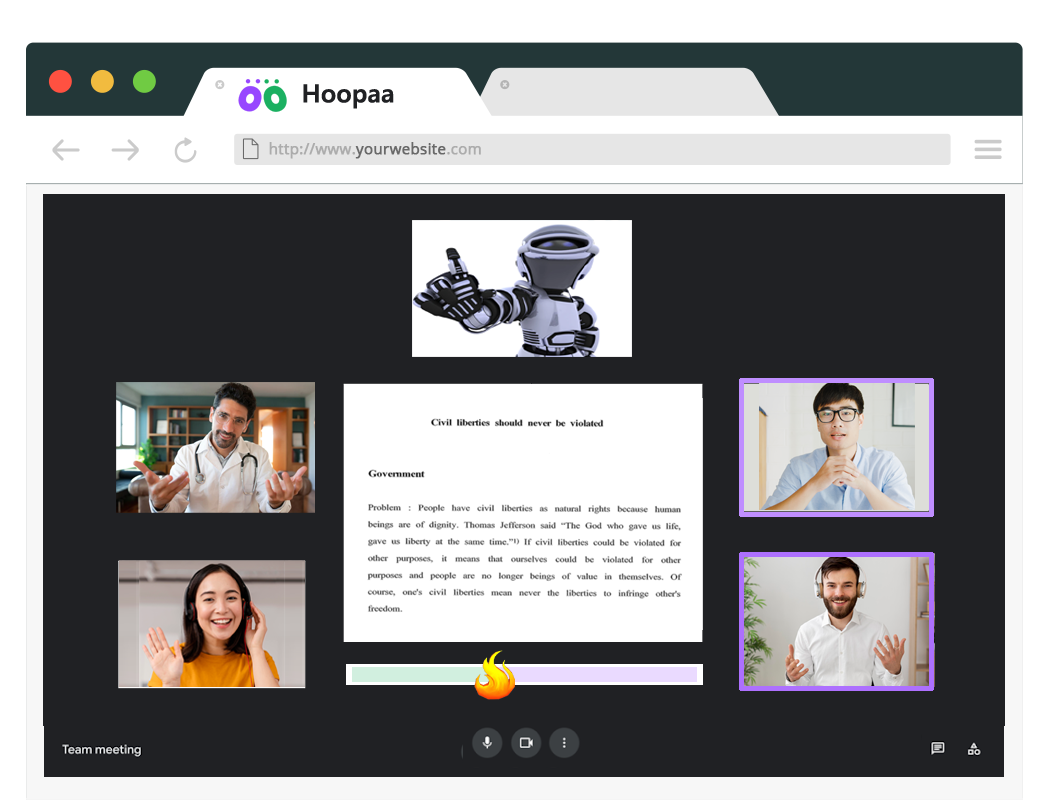 Hoopaa
http://www.yourwebsite.com
Civil liberties should never be violated
Government
Problem : People have civil liberties as natural rights because human
beings are of dignity. Thomas Jefferson said “The God who gave us life,
gave us liberty at the same time.”¹⁾ If civil liberties could be violated for
other purposes, it means that ourselves could be violated for other
purposes and people are no longer beings of value in themselves. Of
course, one's civil liberties mean never the liberties to infringe other's
freedom.
Team meeting